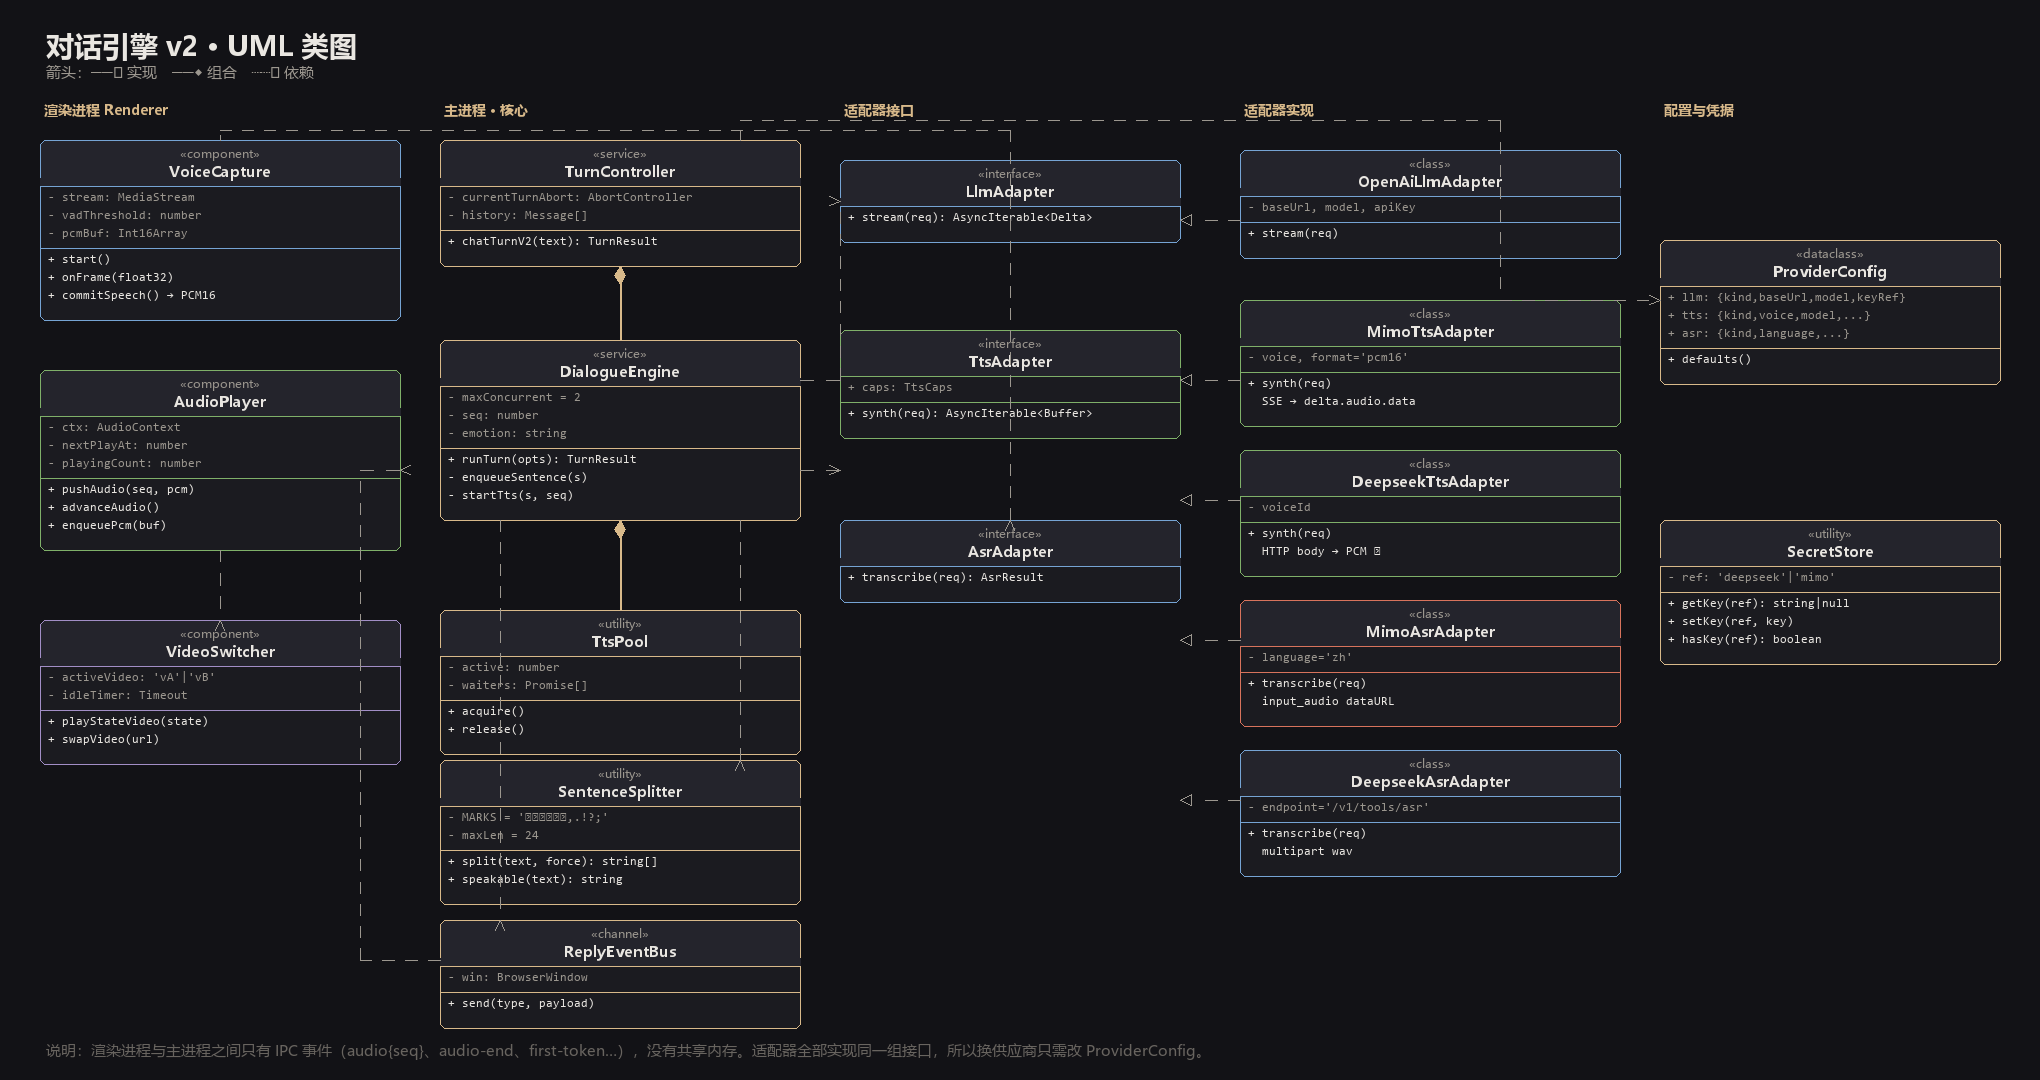 对话引擎 v2 • UML 类图
箭头：──▯ 实现 ──◆ 组合 ┄┄▯ 依赖
渲染进程 Renderer
«component»
VoiceCapture
- stream: MediaStream
- vadThreshold: number
- pcmBuf: Int16Array
+ start()
+ onFrame(float32)
+ commitSpeech() → PCM16
«component»
AudioPlayer
- ctx: AudioContext
- nextPlayAt: number
- playingCount: number
+ pushAudio(seq, pcm)
+ advanceAudio()
+ enqueuePcm(buf)
«component»
VideoSwitcher
- activeVideo: 'vA'|'vB'
- idleTimer: Timeout
+ playStateVideo(state)
+ swapVideo(url)
主进程 • 核心
«service»
TurnController
- currentTurnAbort: AbortController
- history: Message[]
+ chatTurnV2(text): TurnResult
«service»
DialogueEngine
- maxConcurrent = 2
- seq: number
- emotion: string
+ runTurn(opts): TurnResult
- enqueueSentence(s)
- startTts(s, seq)
«utility»
TtsPool
- active: number
- waiters: Promise[]
+ acquire()
+ release()
«utility»
SentenceSplitter
- MARKS = '▯▯▯▯▯▯,.!?;'
- maxLen = 24
+ split(text, force): string[]
+ speakable(text): string
«channel»
ReplyEventBus
- win: BrowserWindow
+ send(type, payload)
适配器接口
«interface»
LlmAdapter
+ stream(req): AsyncIterable<Delta>
«interface»
TtsAdapter
+ caps: TtsCaps
+ synth(req): AsyncIterable<Buffer>
«interface»
AsrAdapter
+ transcribe(req): AsrResult
适配器实现
«class»
OpenAiLlmAdapter
- baseUrl, model, apiKey
+ stream(req)
«class»
MimoTtsAdapter
- voice, format='pcm16'
+ synth(req)
SSE → delta.audio.data
«class»
DeepseekTtsAdapter
- voiceId
+ synth(req)
HTTP body → PCM ▯
«class»
MimoAsrAdapter
- language='zh'
+ transcribe(req)
input_audio dataURL
«class»
DeepseekAsrAdapter
- endpoint='/v1/tools/asr'
+ transcribe(req)
multipart wav
配置与凭据
«dataclass»
ProviderConfig
+ llm: {kind,baseUrl,model,keyRef}
+ tts: {kind,voice,model,...}
+ asr: {kind,language,...}
+ defaults()
«utility»
SecretStore
- ref: 'deepseek'|'mimo'
+ getKey(ref): string|null
+ setKey(ref, key)
+ hasKey(ref): boolean
说明：渲染进程与主进程之间只有 IPC 事件（audio{seq}、audio-end、first-token…），没有共享内存。适配器全部实现同一组接口，所以换供应商只需改 ProviderConfig。